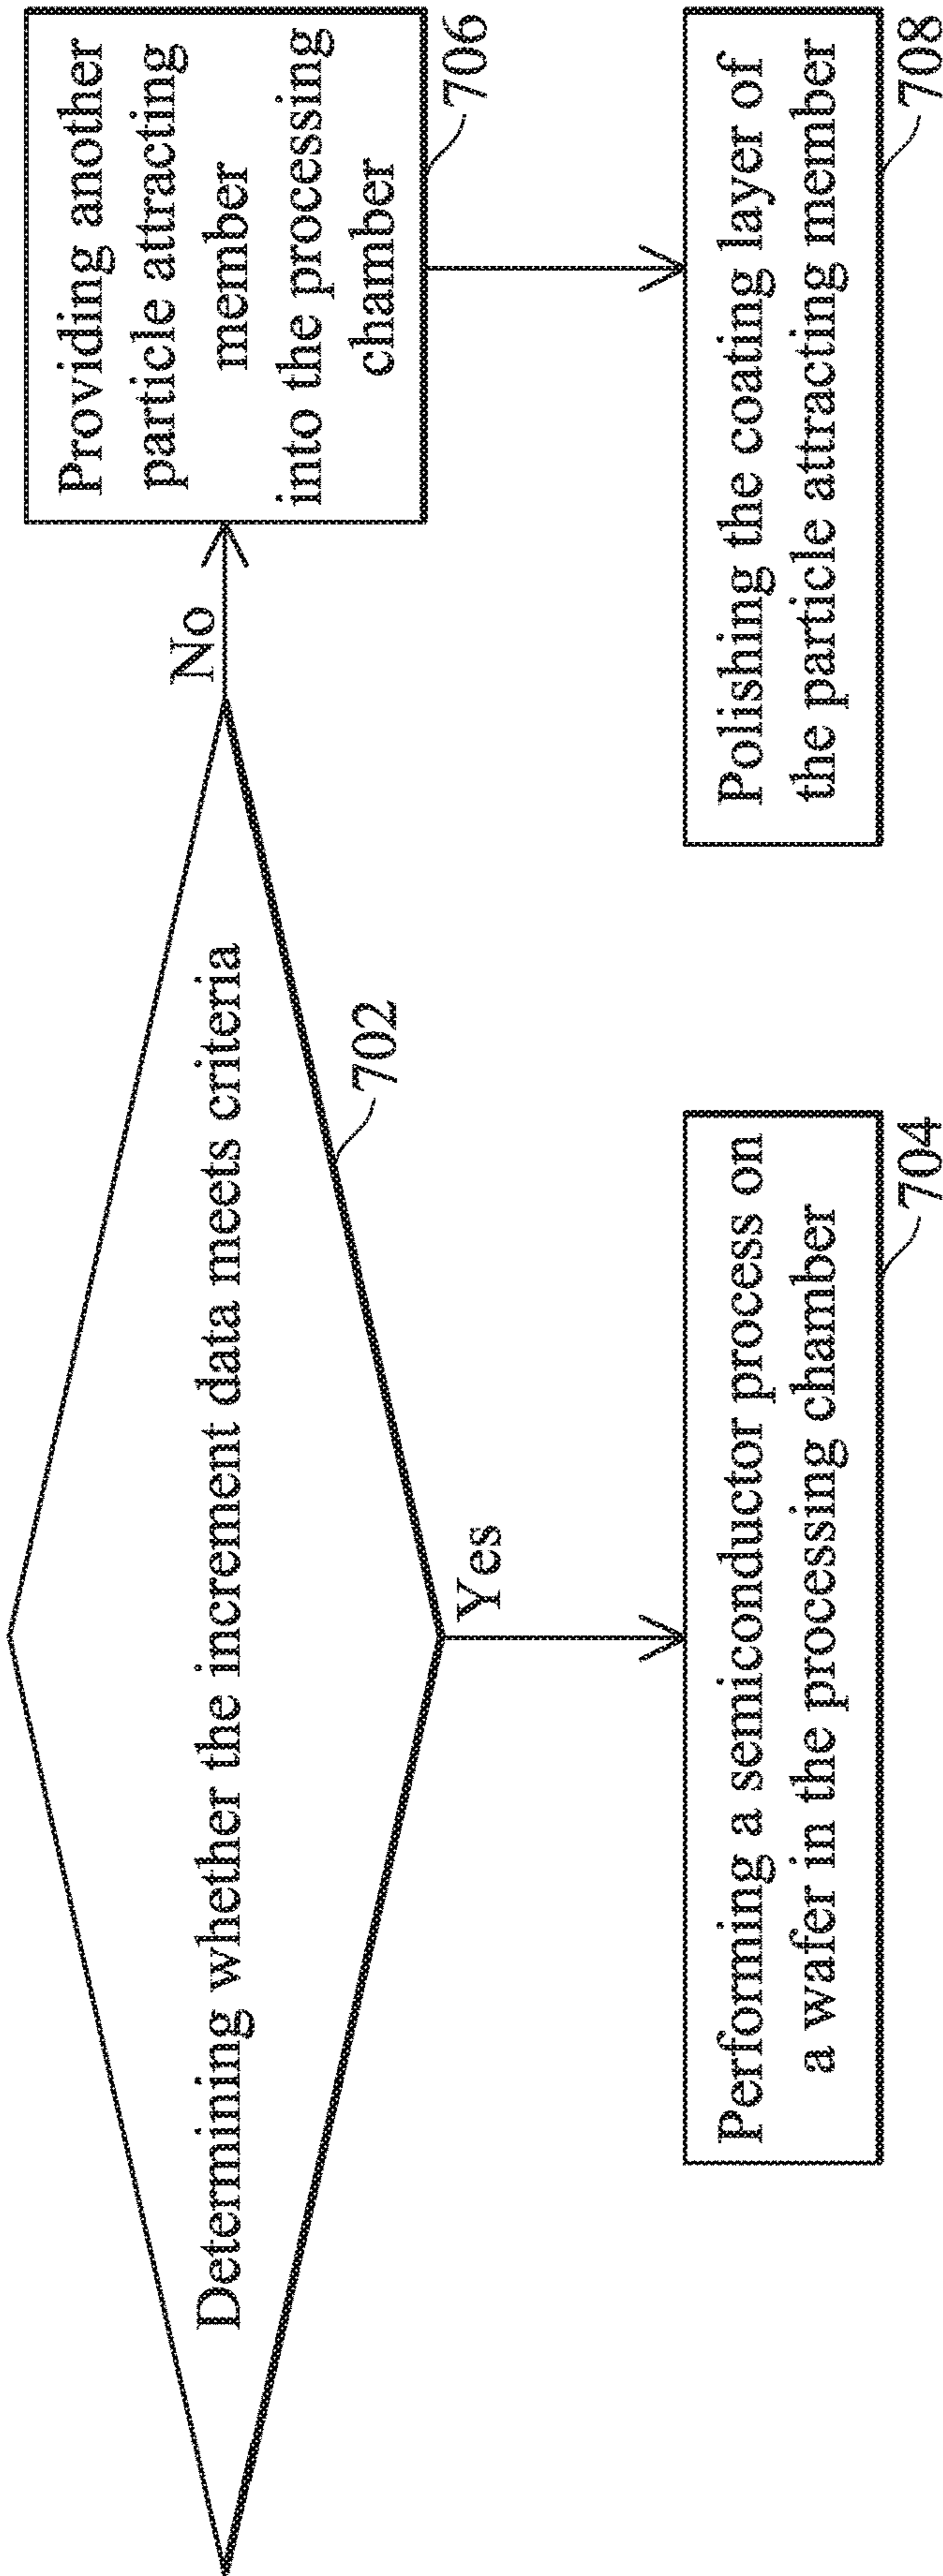 Determining whether the increment data meets criteria
702
No
Providing another
particle attracting
member
into the processing
chamber
706
Yes
Performing a semiconductor process on
a wafer in the processing chamber
704
Polishing the coating layer of
the particle attracting member
708